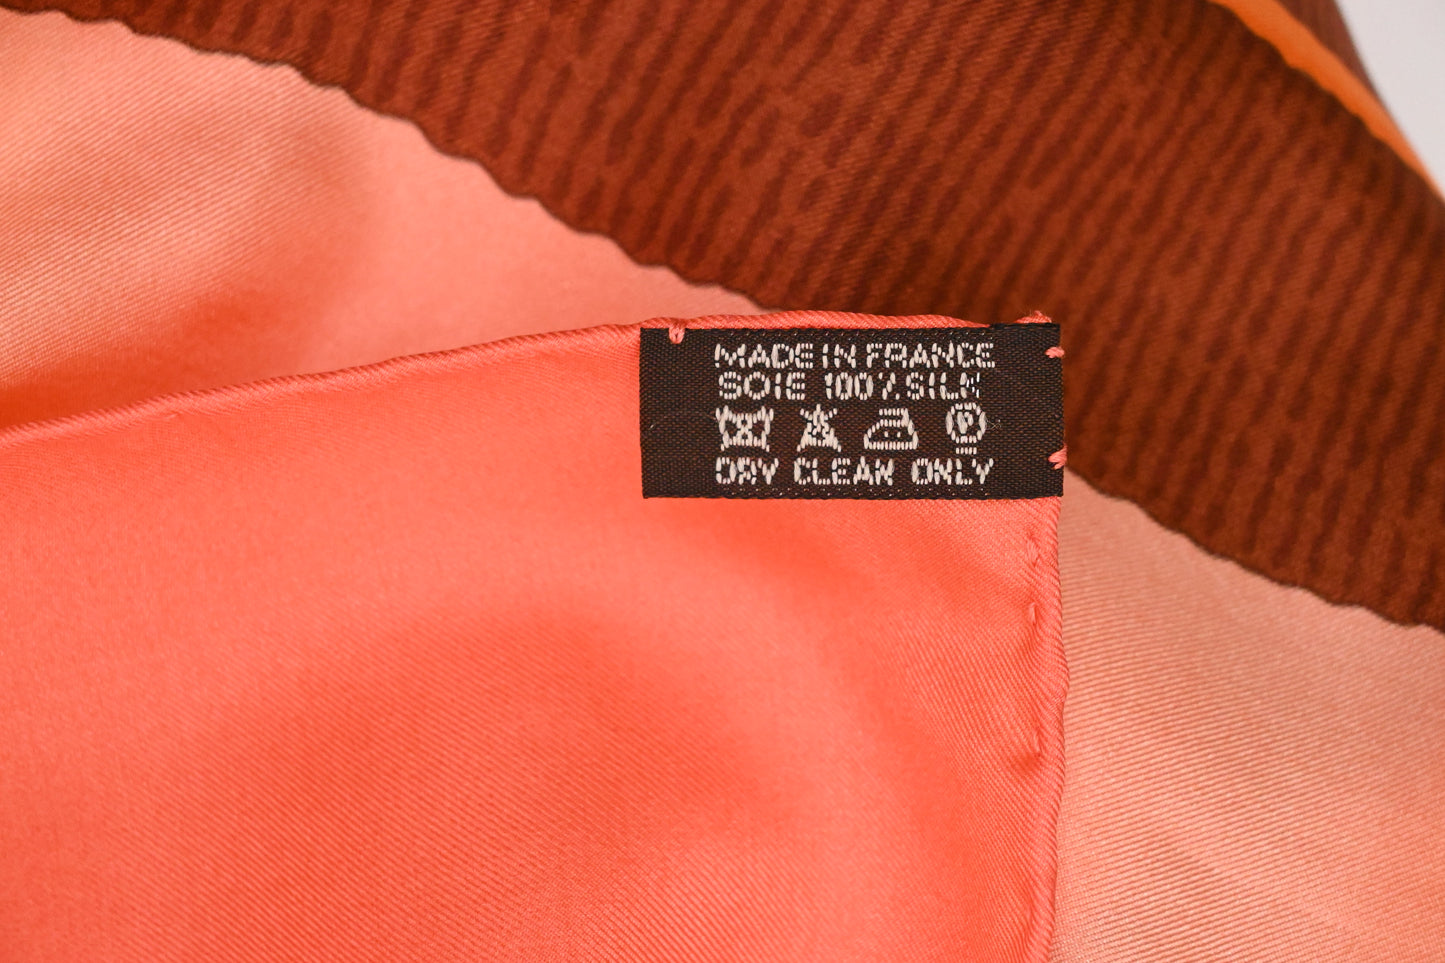 MADE IN FRANCE
SOIE 100% SILK
P
DRY CLEAN ONLY